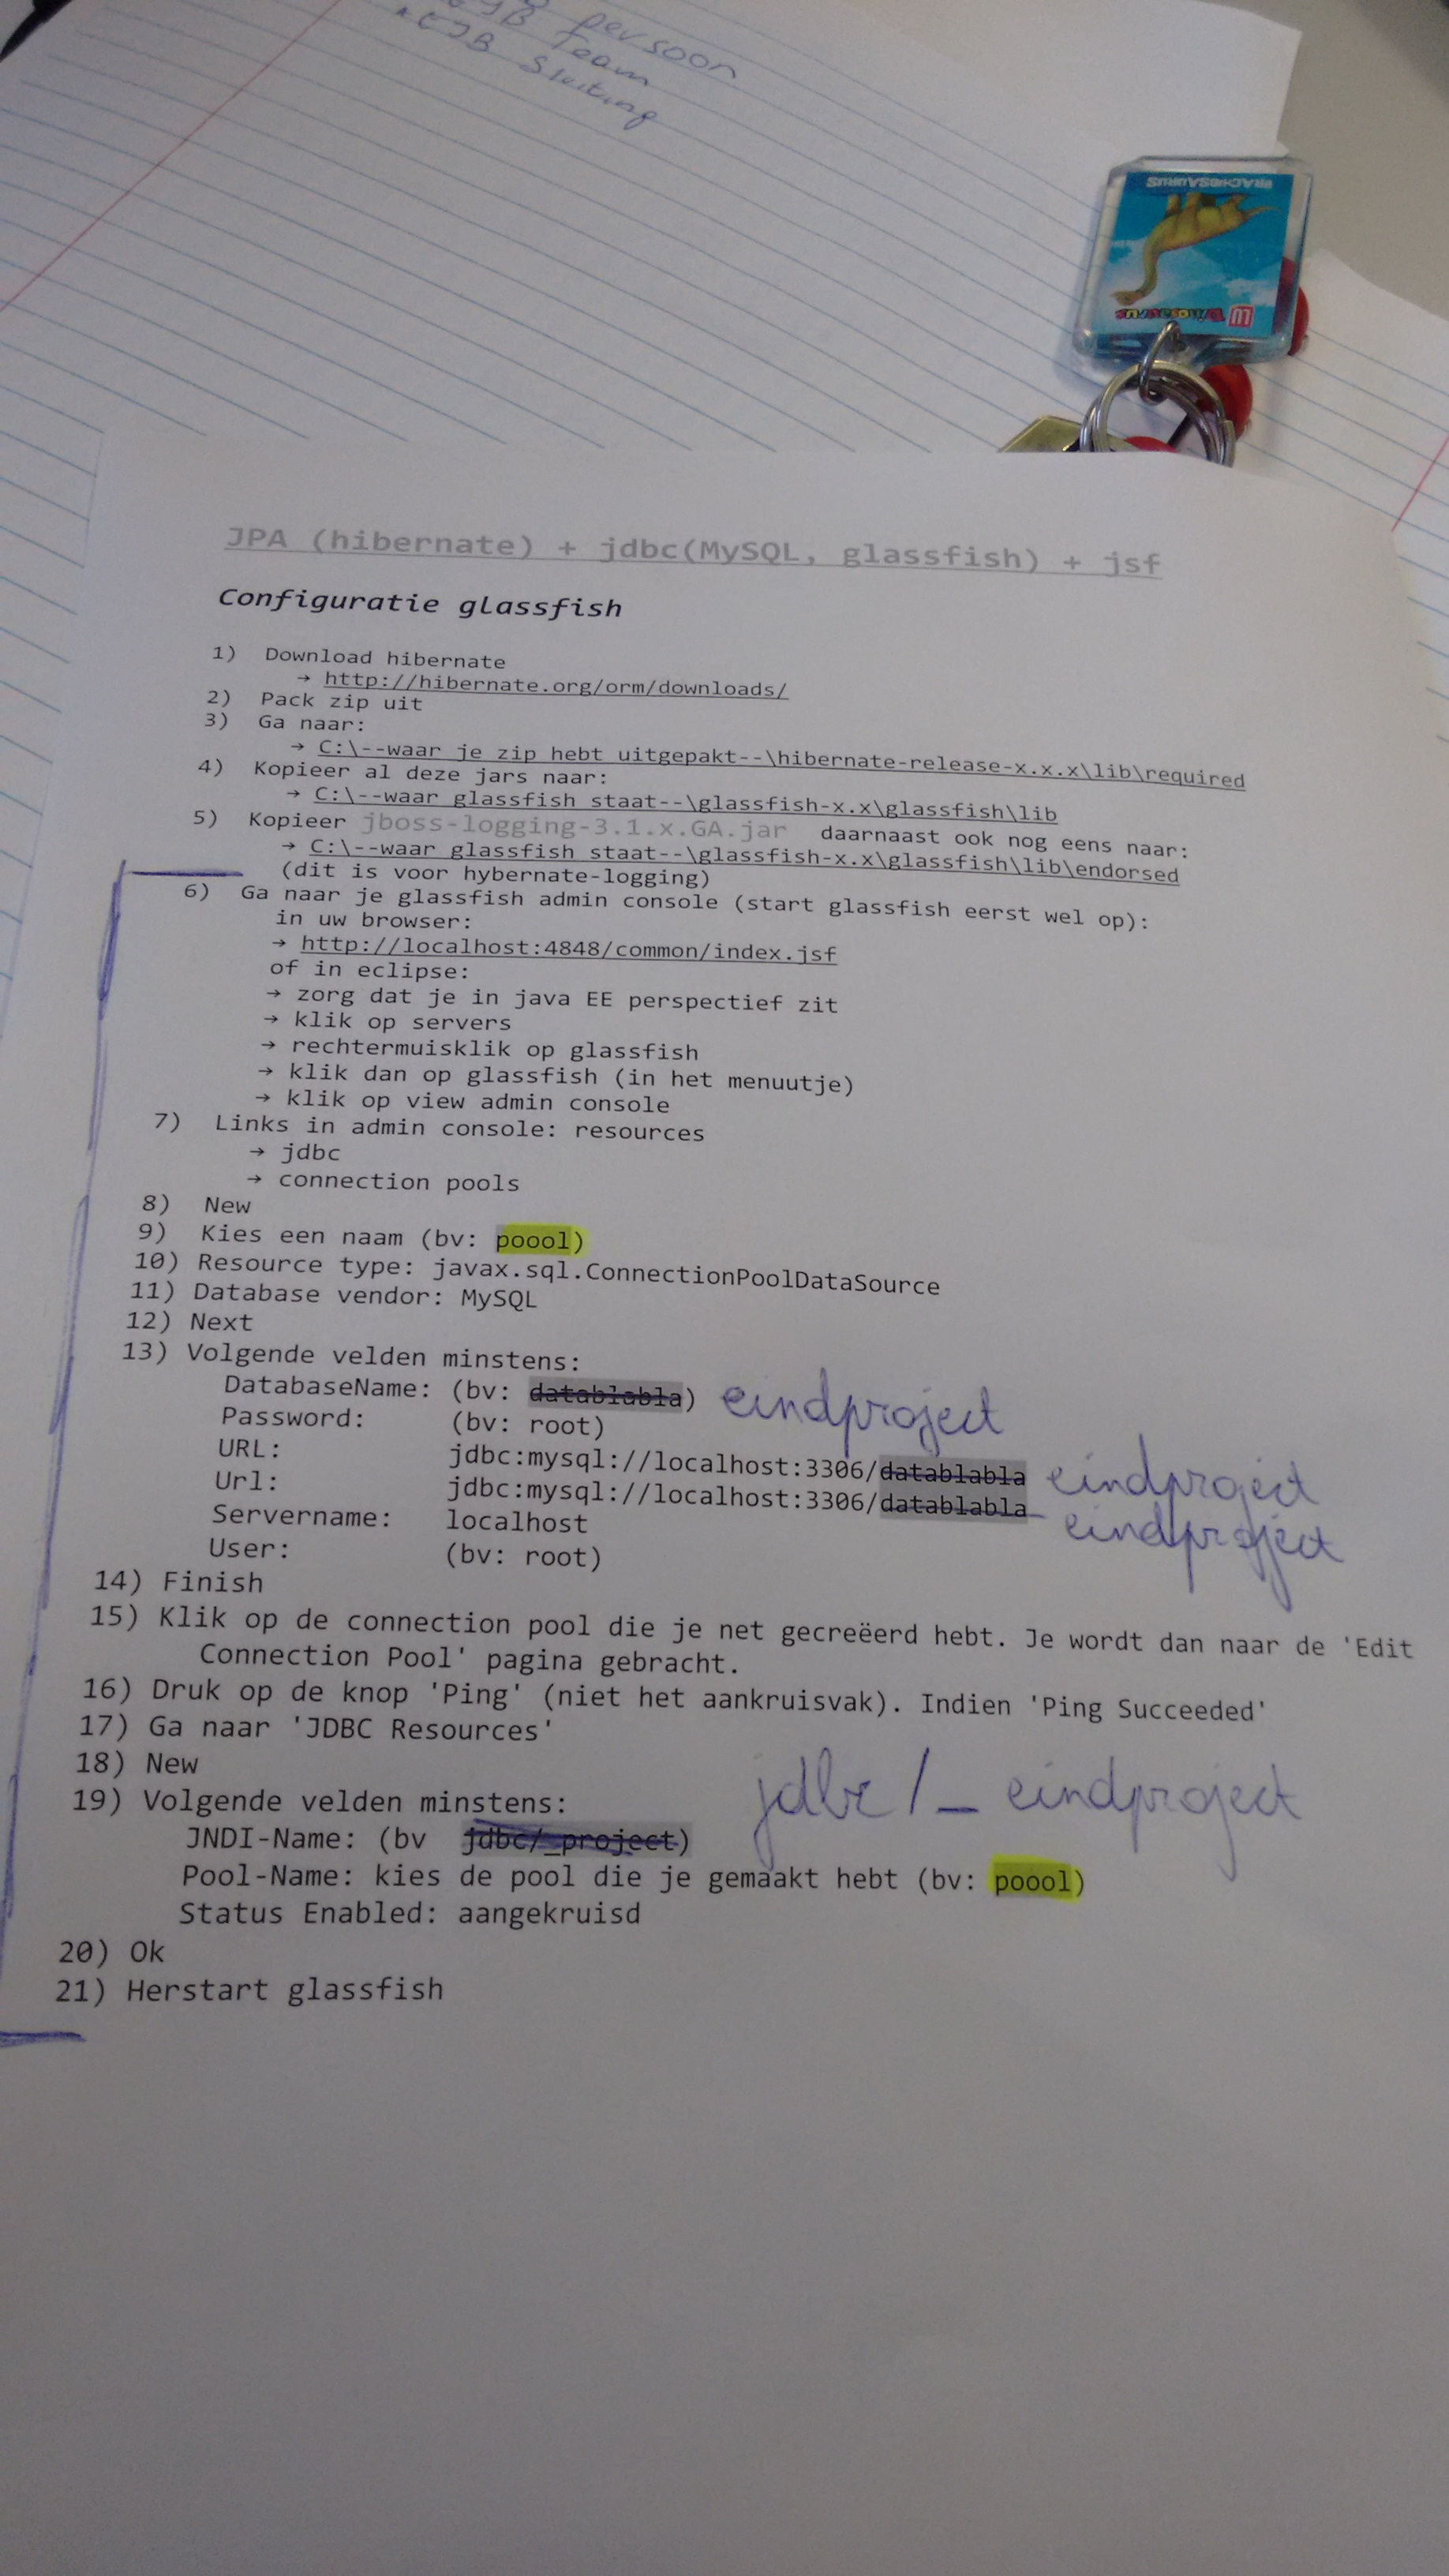 persoon
EJB Team
* EJB Sluiting
BRACHIOSAURUS
JPA (hibernate) + jdbc(MySQL, glassfish) + jsf
Configuratie glassfish
1) Download hibernate
→ http://hibernate.org/orm/downloads/
2) Pack zip uit
3) Ga naar:
→ C:\--waar je zip hebt uitgepakt--\hibernate-release-x.x.x\lib\required
4) Kopieer al deze jars naar:
→ C:\--waar glassfish staat--\glassfish-x.x\glassfish\lib
5) Kopieer jboss-logging-3.1.x.GA.jar daarnaast ook nog eens naar:
→ C:\--waar glassfish staat--\glassfish-x.x\glassfish\lib\endorsed
(dit is voor hybernate-logging)
6) Ga naar je glassfish admin console (start glassfish eerst wel op):
in uw browser:
→ http://localhost:4848/common/index.jsf
of in eclipse:
→ zorg dat je in java EE perspectief zit
→ klik op servers
→ rechtermuisklik op glassfish
→ klik dan op glassfish (in het menuutje)
→ klik op view admin console
7) Links in admin console: resources
→ jdbc
→ connection pools
8) New
9) Kies een naam (bv: poool)
10) Resource type: javax.sql.ConnectionPoolDataSource
11) Database vendor: MySQL
12) Next
13) Volgende velden minstens:
DatabaseName: (bv: datablabla) eindproject
Password: (bv: root)
URL: jdbc:mysql://localhost:3306/datablabla eindproject
Url: jdbc:mysql://localhost:3306/datablabla eindproject
Servername: localhost
User: (bv: root)
14) Finish
15) Klik op de connection pool die je net gecreëerd hebt. Je wordt dan naar de 'Edit
Connection Pool' pagina gebracht.
16) Druk op de knop 'Ping' (niet het aankruisvak). Indien 'Ping Succeeded'
17) Ga naar 'JDBC Resources'
18) New
19) Volgende velden minstens: jdbc/_ eindproject
JNDI-Name: (bv jdbc/_project)
Pool-Name: kies de pool die je gemaakt hebt (bv: poool)
Status Enabled: aangekruisd
20) Ok
21) Herstart glassfish